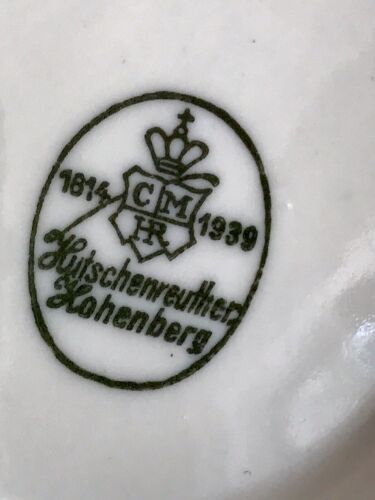 1814 CM 1939
HR
Hutschenreuther
Hohenberg